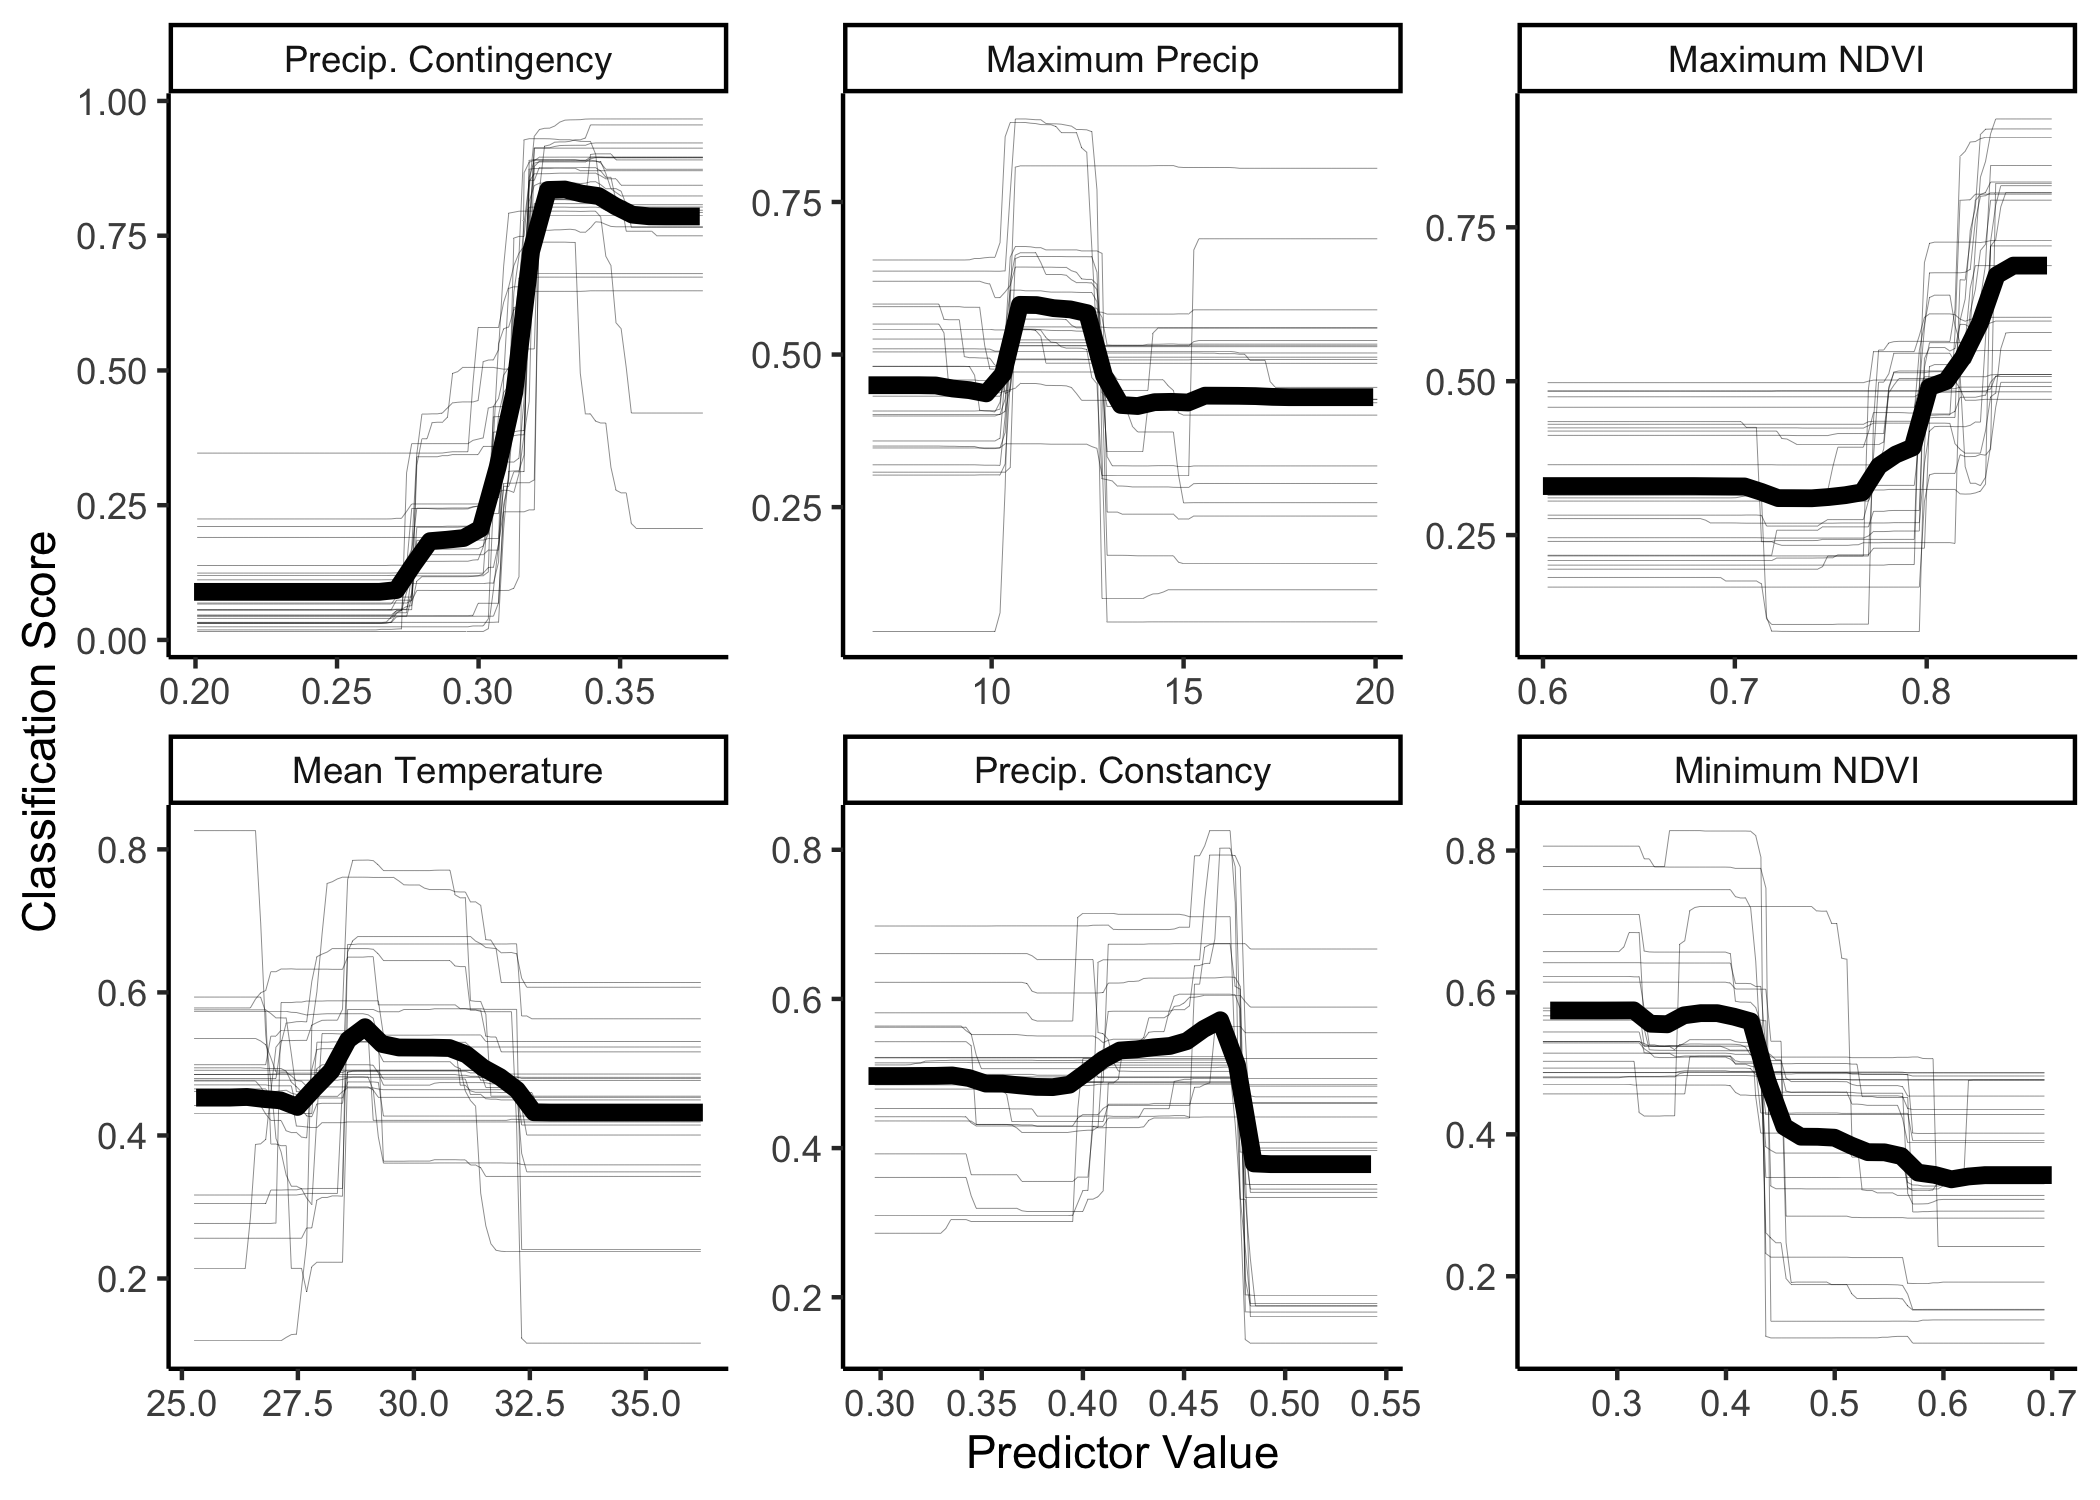 Precip. Contingency
Maximum Precip
Maximum NDVI
1.00
0.75
0.50
0.25
0.00
0.20 0.25 0.30 0.35
0.75
0.50
0.25
10 15 20
0.75
0.50
0.25
0.6 0.7 0.8
Classification Score
Mean Temperature
Precip. Constancy
Minimum NDVI
0.8
0.6
0.4
0.2
25.0 27.5 30.0 32.5 35.0
0.8
0.6
0.4
0.2
0.30 0.35 0.40 0.45 0.50 0.55
0.8
0.6
0.4
0.2
0.3 0.4 0.5 0.6 0.7
Predictor Value